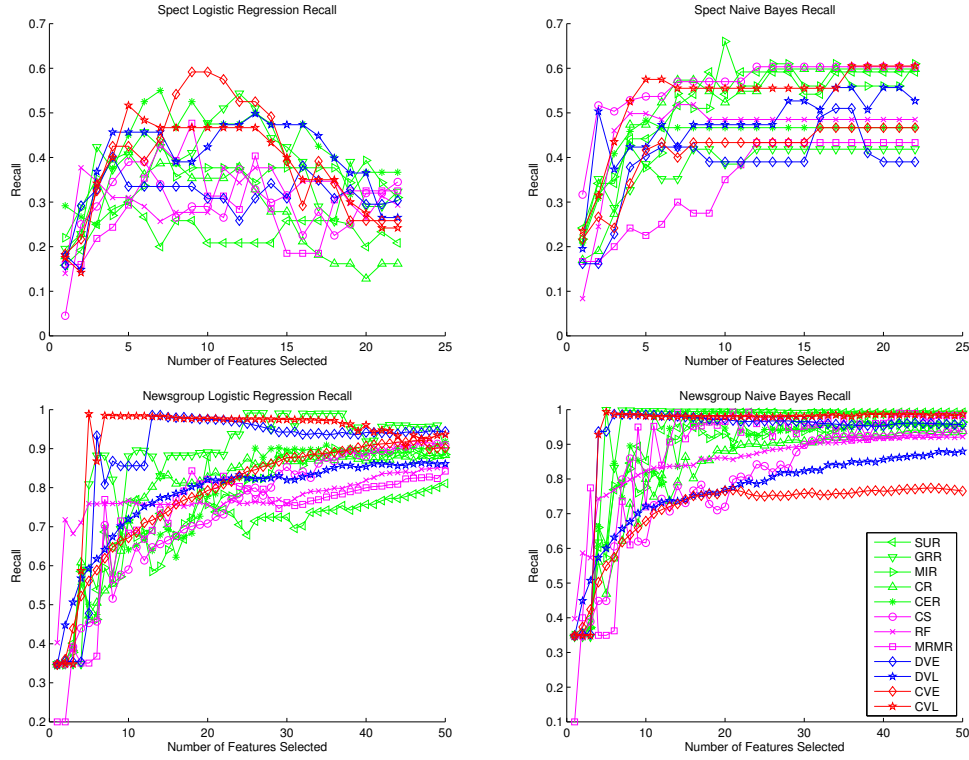 Spect Logistic Regression Recall
0.7
0.6
0.5
0.4
0.3
0.2
0.1
0
Recall
0 5 10 15 20 25
Number of Features Selected
Spect Naive Bayes Recall
0.7
0.6
0.5
0.4
0.3
0.2
0.1
0
Recall
0 5 10 15 20 25
Number of Features Selected
Newsgroup Logistic Regression Recall
1
0.9
0.8
0.7
0.6
0.5
0.4
0.3
0.2
Recall
0 10 20 30 40 50
Number of Features Selected
Newsgroup Naive Bayes Recall
1
0.9
0.8
0.7
0.6
0.5
0.4
0.3
0.2
0.1
Recall
0 10 20 30 40 50
Number of Features Selected
SUR
GRR
MIR
CR
CER
CS
RF
MRMR
DVE
DVL
CVE
CVL